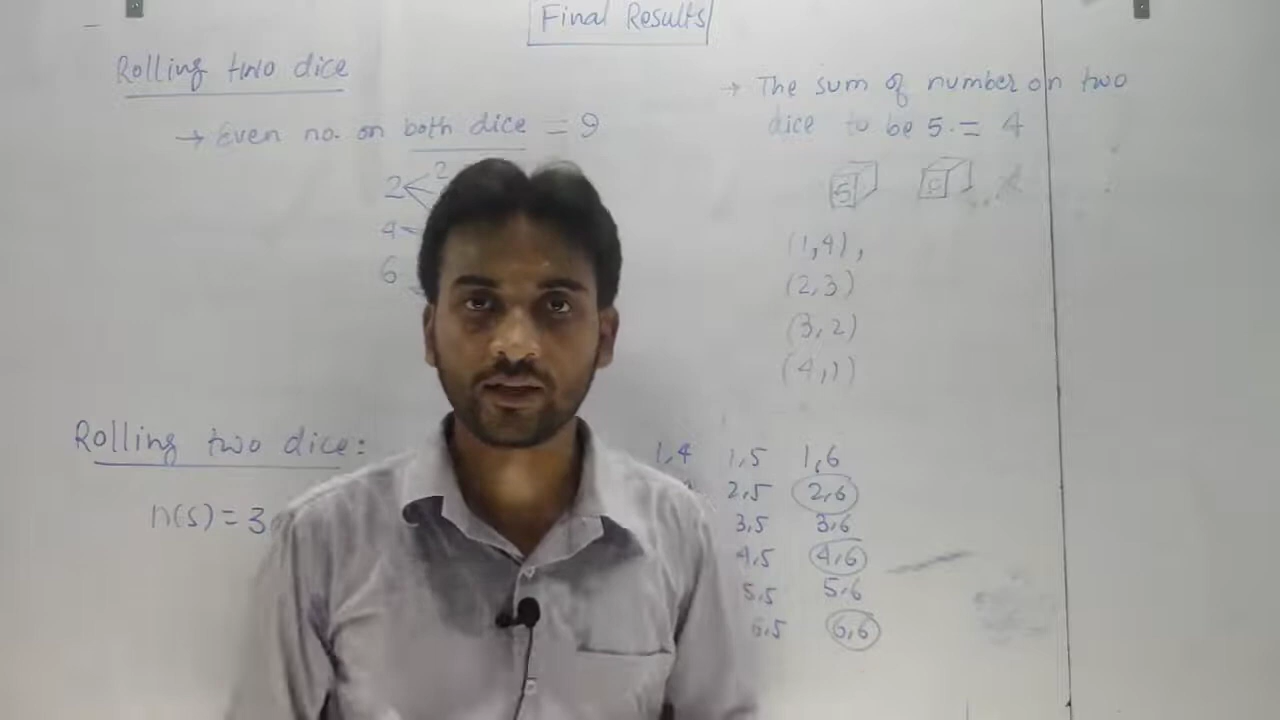 Final Results
Rolling two dice
→ Even no. on both dice = 9
2 2
4
6
→ The sum of number on two
dice to be 5. = 4
5
(1,4),
(2,3)
(3,2)
(4,1)
Rolling two dice:
n(s) = 3
1,4 1,5 1,6
2,5 2,6
3,5 3,6
4,5 4,6
5,5 5,6
6,5 6,6